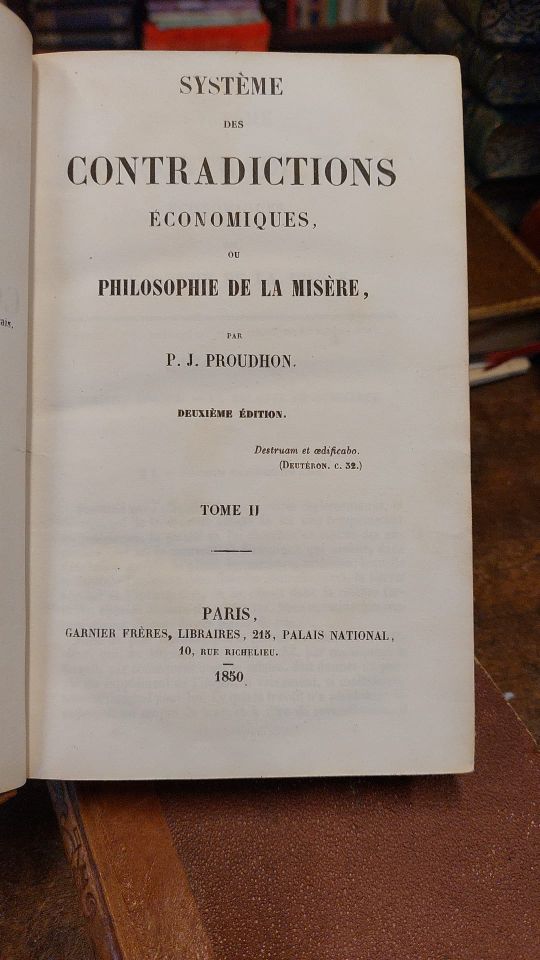 SYSTÈME
DES
CONTRADICTIONS
ÉCONOMIQUES,
OU
PHILOSOPHIE DE LA MISÈRE,
PAR
P. J. PROUDHON.
DEUXIÈME ÉDITION.
Destruam et œdificabo.
(DEUTÉRON. c. 32.)
TOME II
PARIS,
GARNIER FRÈRES, LIBRAIRES, 215, PALAIS NATIONAL,
10, RUE RICHELIEU.
1850